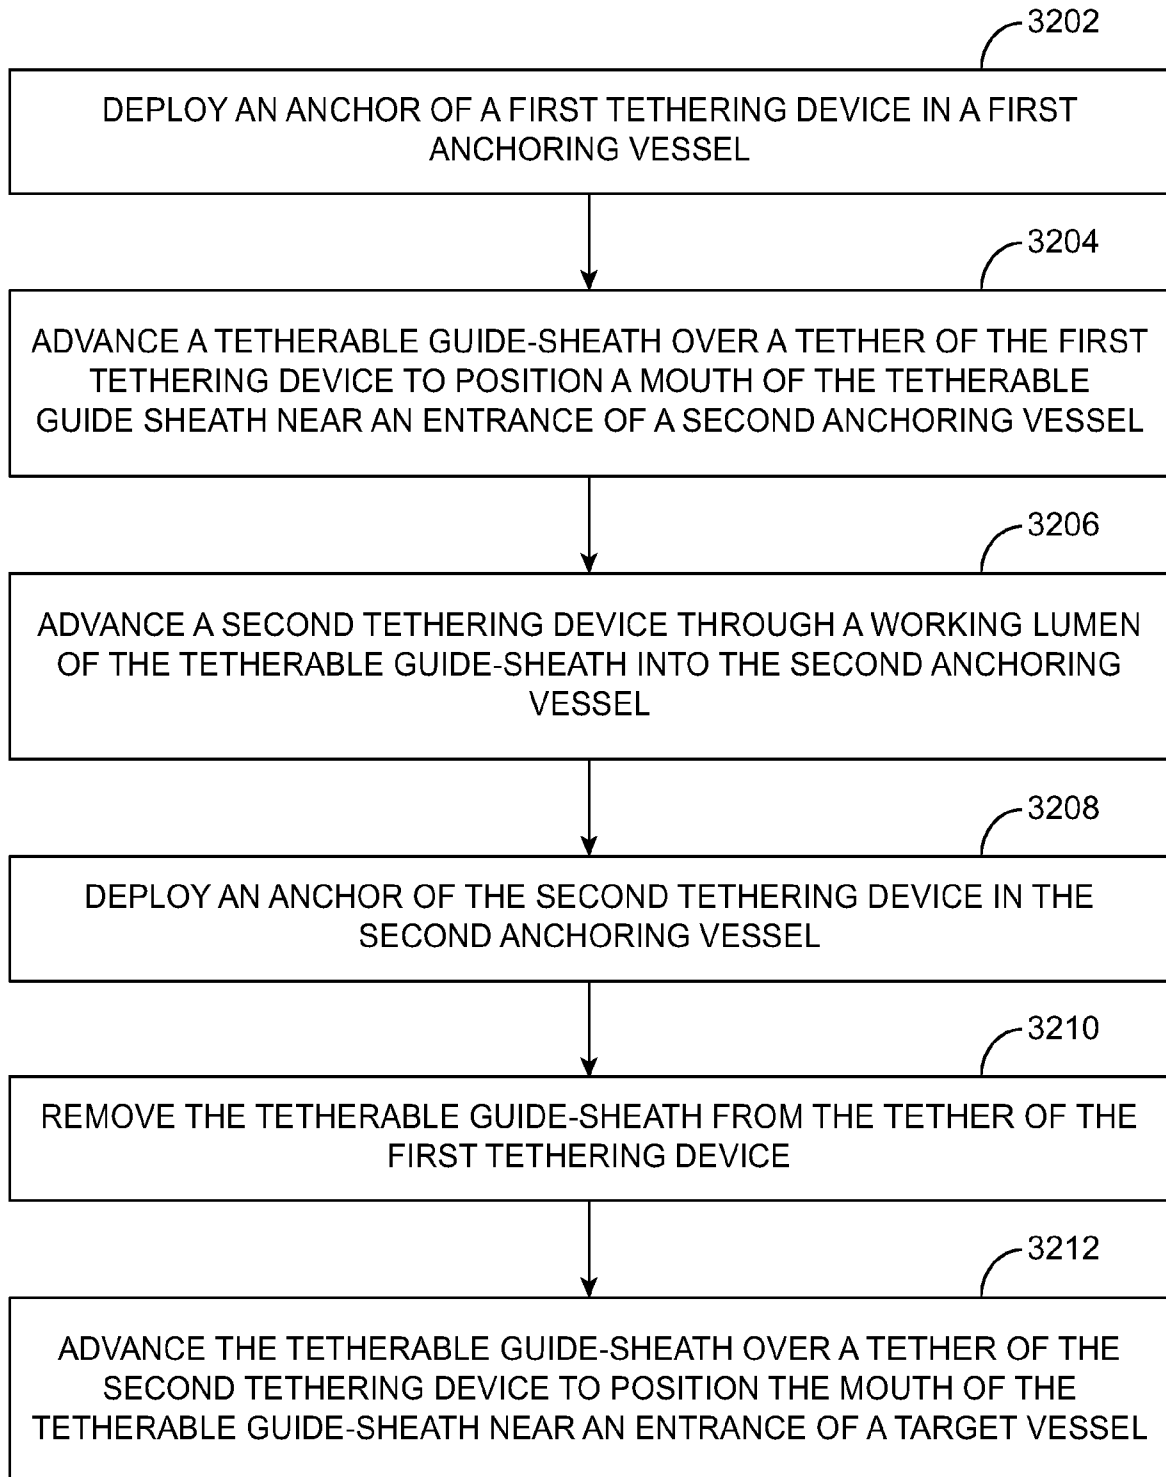 3202
DEPLOY AN ANCHOR OF A FIRST TETHERING DEVICE IN A FIRST
ANCHORING VESSEL
3204
ADVANCE A TETHERABLE GUIDE-SHEATH OVER A TETHER OF THE FIRST
TETHERING DEVICE TO POSITION A MOUTH OF THE TETHERABLE
GUIDE SHEATH NEAR AN ENTRANCE OF A SECOND ANCHORING VESSEL
3206
ADVANCE A SECOND TETHERING DEVICE THROUGH A WORKING LUMEN
OF THE TETHERABLE GUIDE-SHEATH INTO THE SECOND ANCHORING
VESSEL
3208
DEPLOY AN ANCHOR OF THE SECOND TETHERING DEVICE IN THE
SECOND ANCHORING VESSEL
3210
REMOVE THE TETHERABLE GUIDE-SHEATH FROM THE TETHER OF THE
FIRST TETHERING DEVICE
3212
ADVANCE THE TETHERABLE GUIDE-SHEATH OVER A TETHER OF THE
SECOND TETHERING DEVICE TO POSITION THE MOUTH OF THE
TETHERABLE GUIDE-SHEATH NEAR AN ENTRANCE OF A TARGET VESSEL